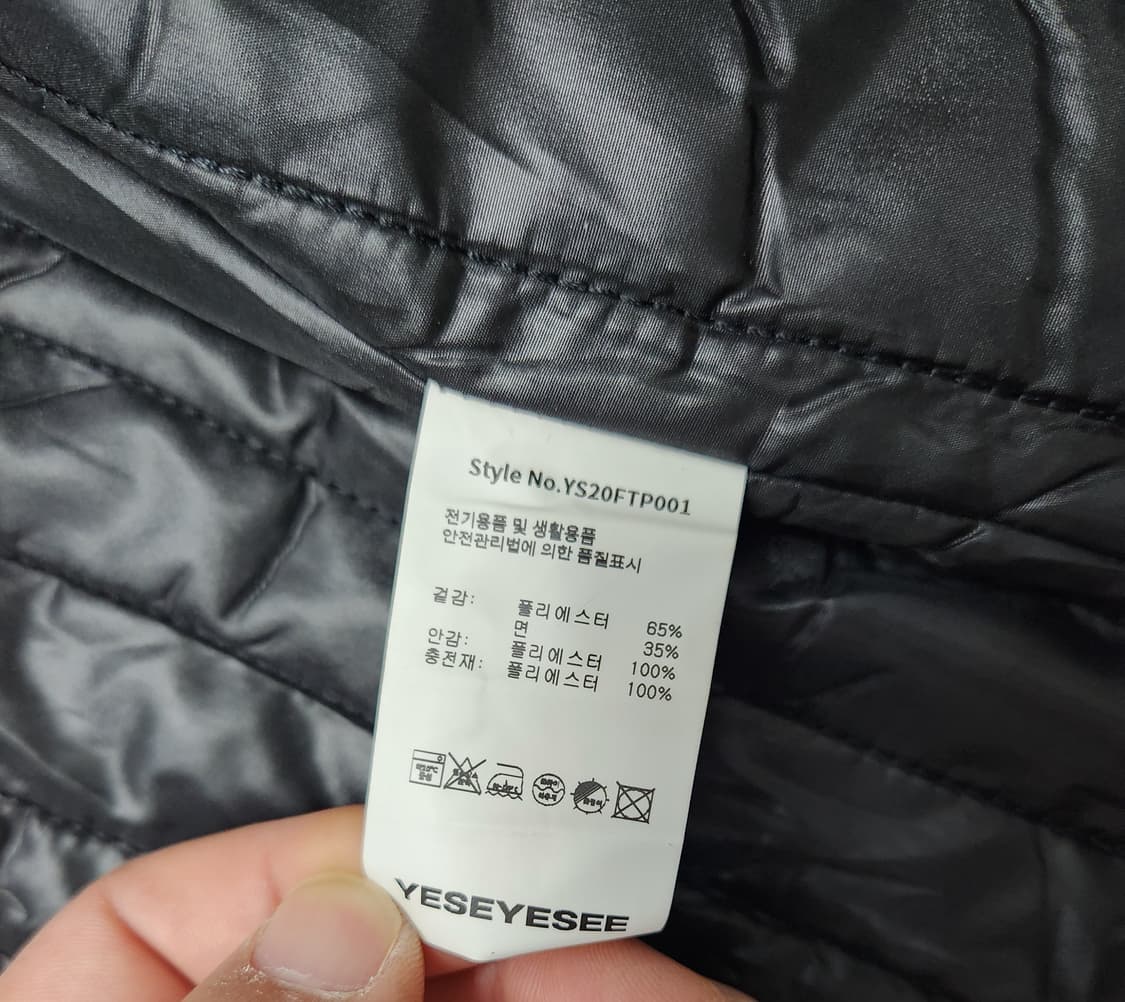 Style No.YS20FTP001
전기용품 및 생활용품
안전관리법에 의한 품질표시
겉감: 폴리에스터 65%
면 35%
안감: 폴리에스터 100%
충전재: 폴리에스터 100%
YESEYESEE